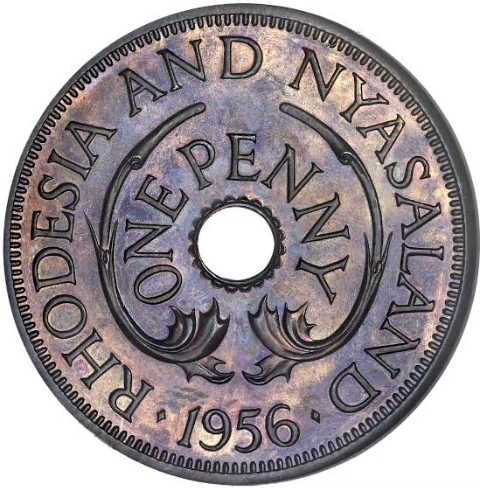 RHODESIA AND NYASALAND
ONE PENNY
· 1956 ·